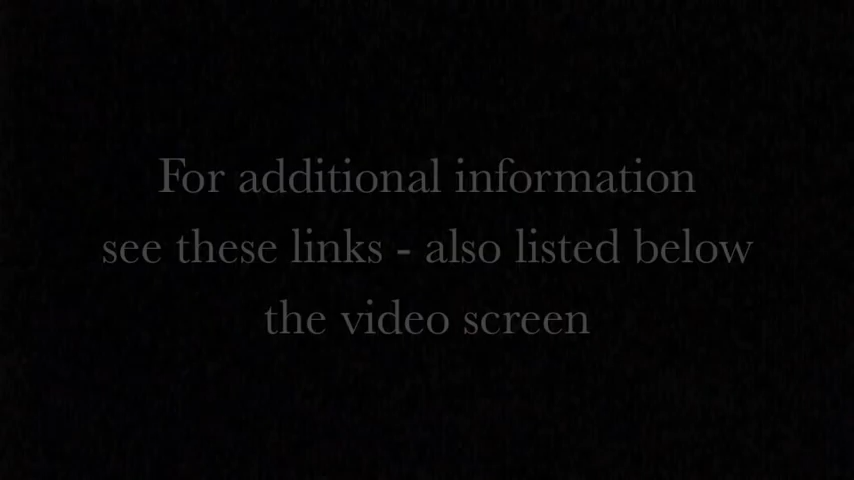 For additional information
see these links - also listed below
the video screen